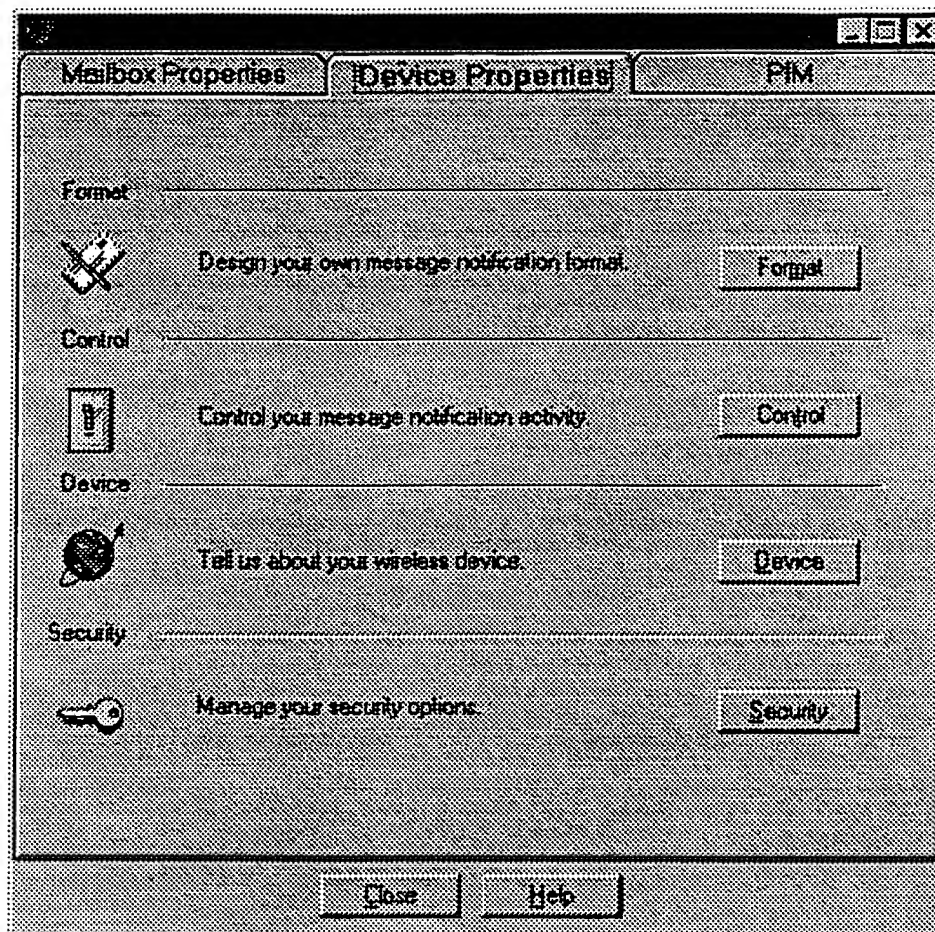 Mailbox Properties Device Properties PIM
Format
Design your own message notification format. Format
Control
Control your message notification activity. Control
Device
Tell us about your wireless device. Device
Security
Manage your security options. Security
Close Help